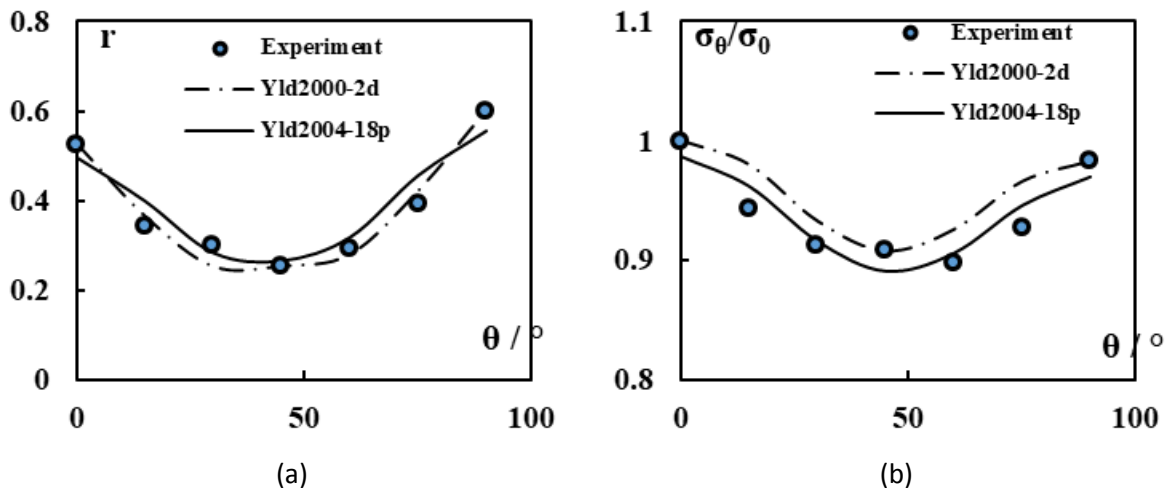 0.8
r
Experiment
Yld2000-2d
Yld2004-18p
0.6
0.4
0.2
0
θ / °
0
50
100
(a)
1.1
σθ/σ0
Experiment
Yld2000-2d
Yld2004-18p
1
0.9
0.8
θ / °
0
50
100
(b)